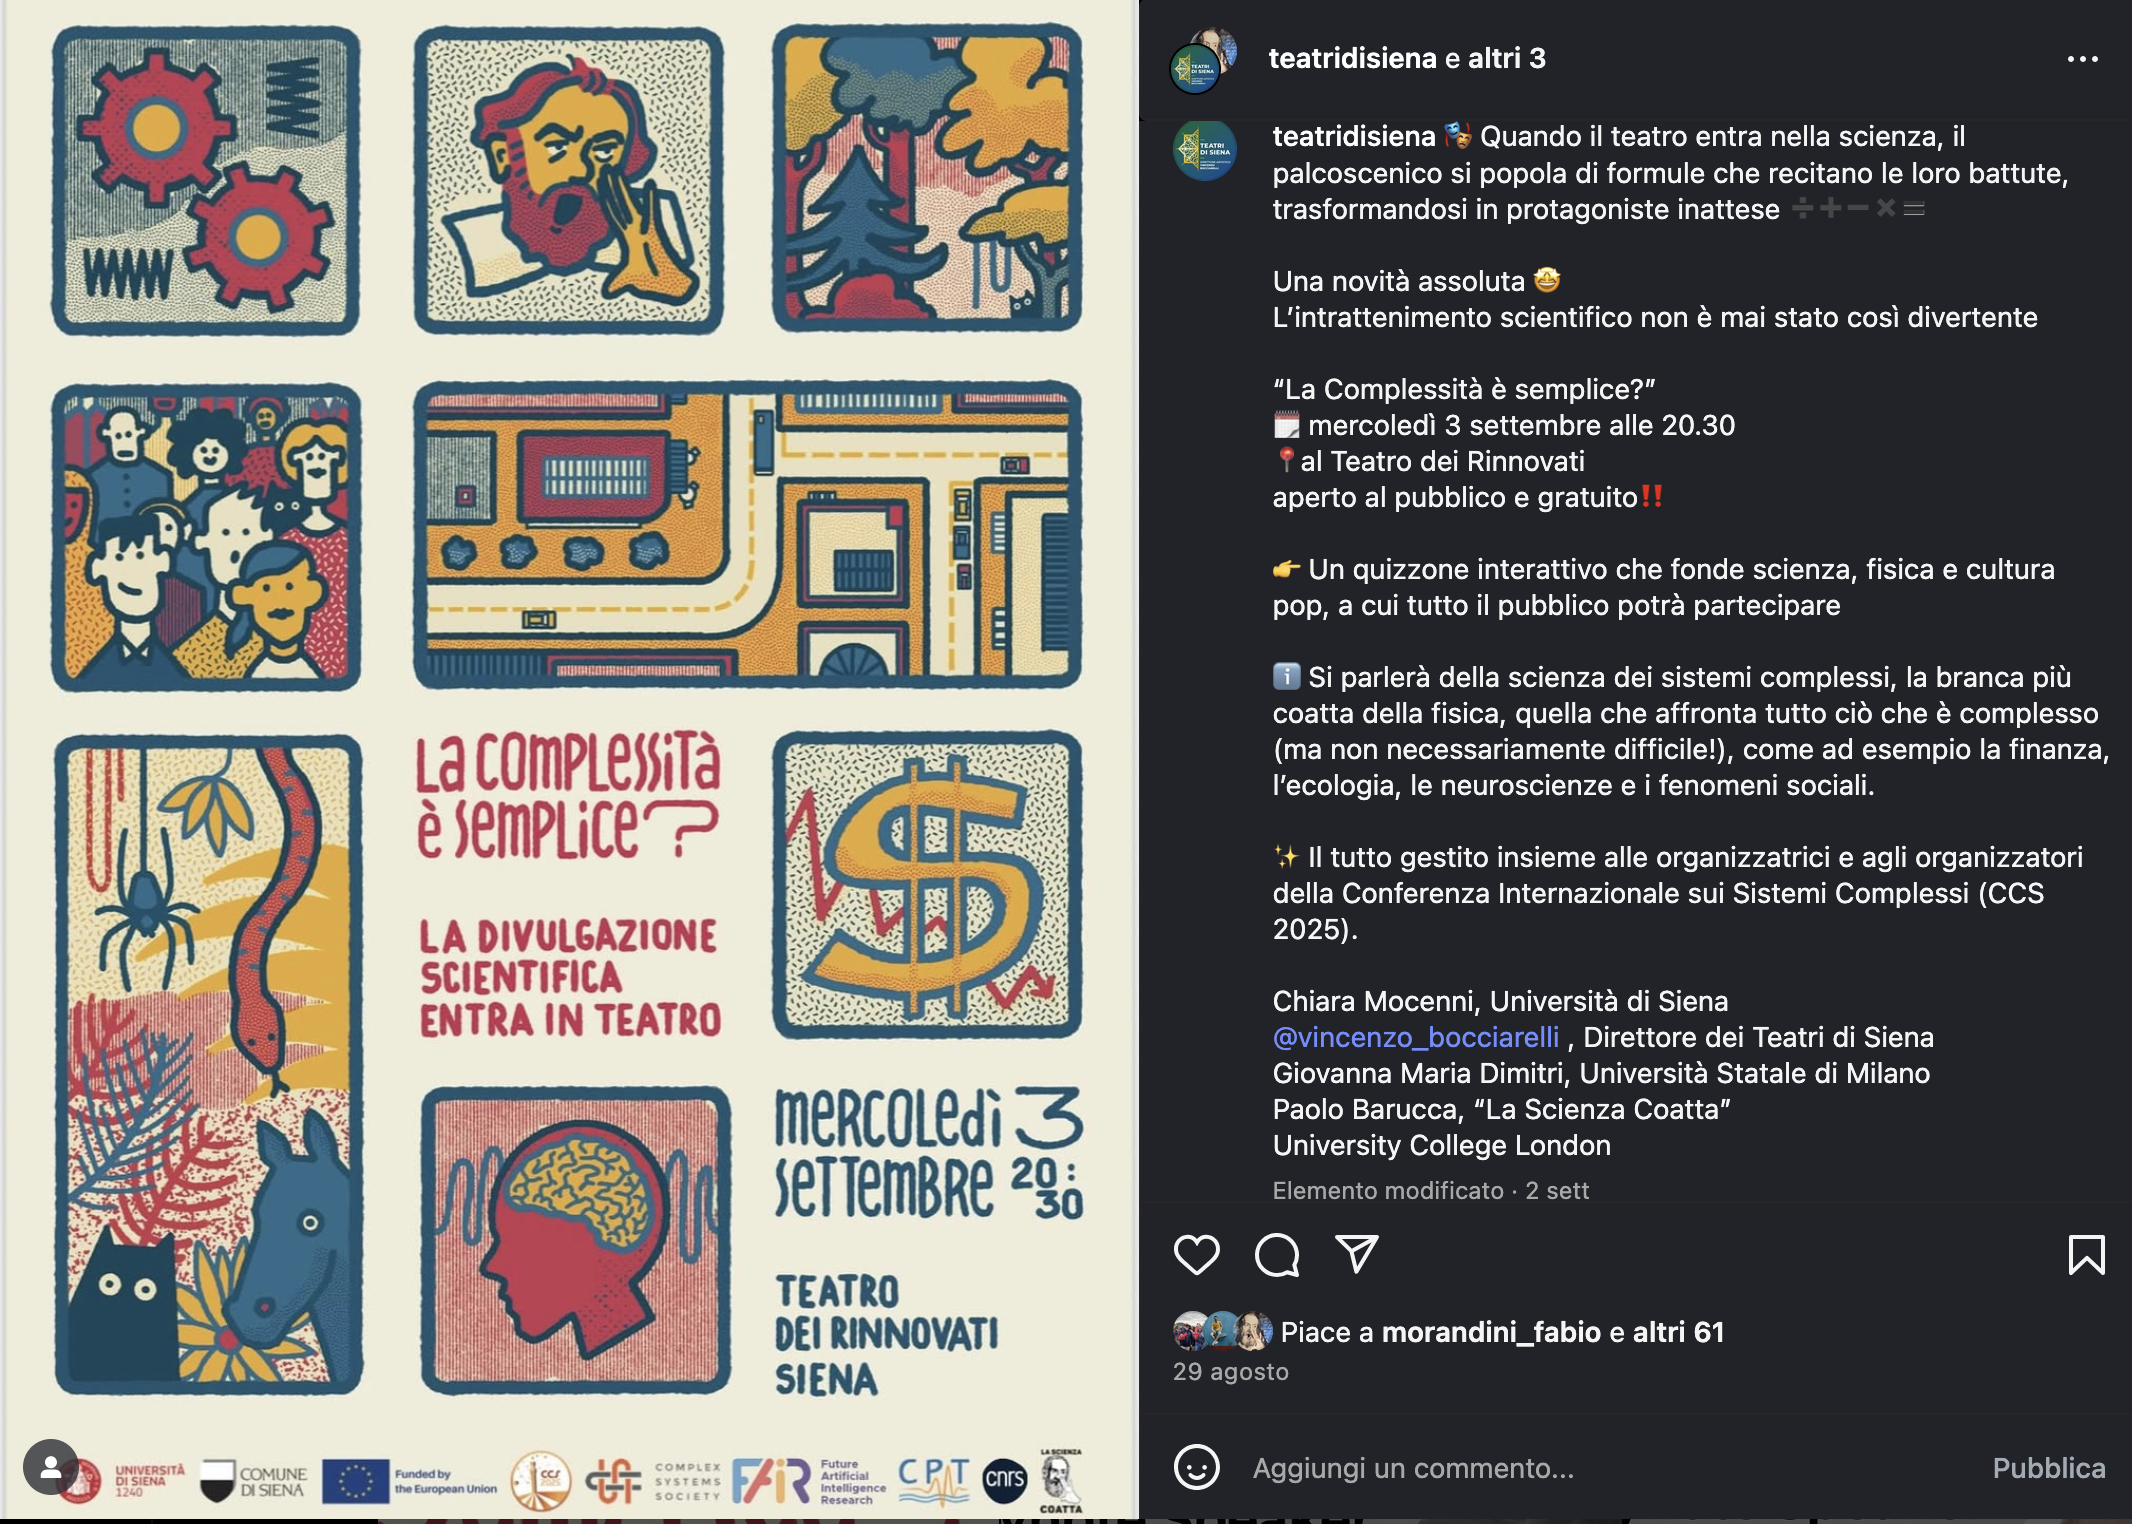 WWW
WWW
La COMPLESSITà
è SEMPLICE?
LA DIVULGAZIONE
SCIENTIFICA
ENTRA IN TEATRO
MERCOLEdì 3
SETTEMBRE 20:30
TEATRO
DEI RINNOVATI
SIENA
UNIVERSITÀ
DI SIENA
1240
COMUNE
DI SIENA
Funded by
the European Union
CCS
2025
COMPLEX
SYSTEMS
SOCIETY
FAIR
Future
Artificial
Intelligence
Research
CPT
cnrs
LA SCIENZA
COATTA
teatridisiena e altri 3
TEATRI
DI SIENA
teatridisiena 🎭 Quando il teatro entra nella scienza, il
palcoscenico si popola di formule che recitano le loro battute,
trasformandosi in protagoniste inattese ➗➕➖✖️🟰
Una novità assoluta 🤩
L’intrattenimento scientifico non è mai stato così divertente
“La Complessità è semplice?”
🗓️ mercoledì 3 settembre alle 20.30
📍al Teatro dei Rinnovati
aperto al pubblico e gratuito‼️
👉 Un quizzone interattivo che fonde scienza, fisica e cultura
pop, a cui tutto il pubblico potrà partecipare
ℹ️ Si parlerà della scienza dei sistemi complessi, la branca più
coatta della fisica, quella che affronta tutto ciò che è complesso
(ma non necessariamente difficile!), come ad esempio la finanza,
l’ecologia, le neuroscienze e i fenomeni sociali.
✨ Il tutto gestito insieme alle organizzatrici e agli organizzatori
della Conferenza Internazionale sui Sistemi Complessi (CCS
2025).
Chiara Mocenni, Università di Siena
@vincenzo_bocciarelli , Direttore dei Teatri di Siena
Giovanna Maria Dimitri, Università Statale di Milano
Paolo Barucca, “La Scienza Coatta”
University College London
Elemento modificato · 2 sett
Piace a morandini_fabio e altri 61
29 agosto
Aggiungi un commento...
Pubblica